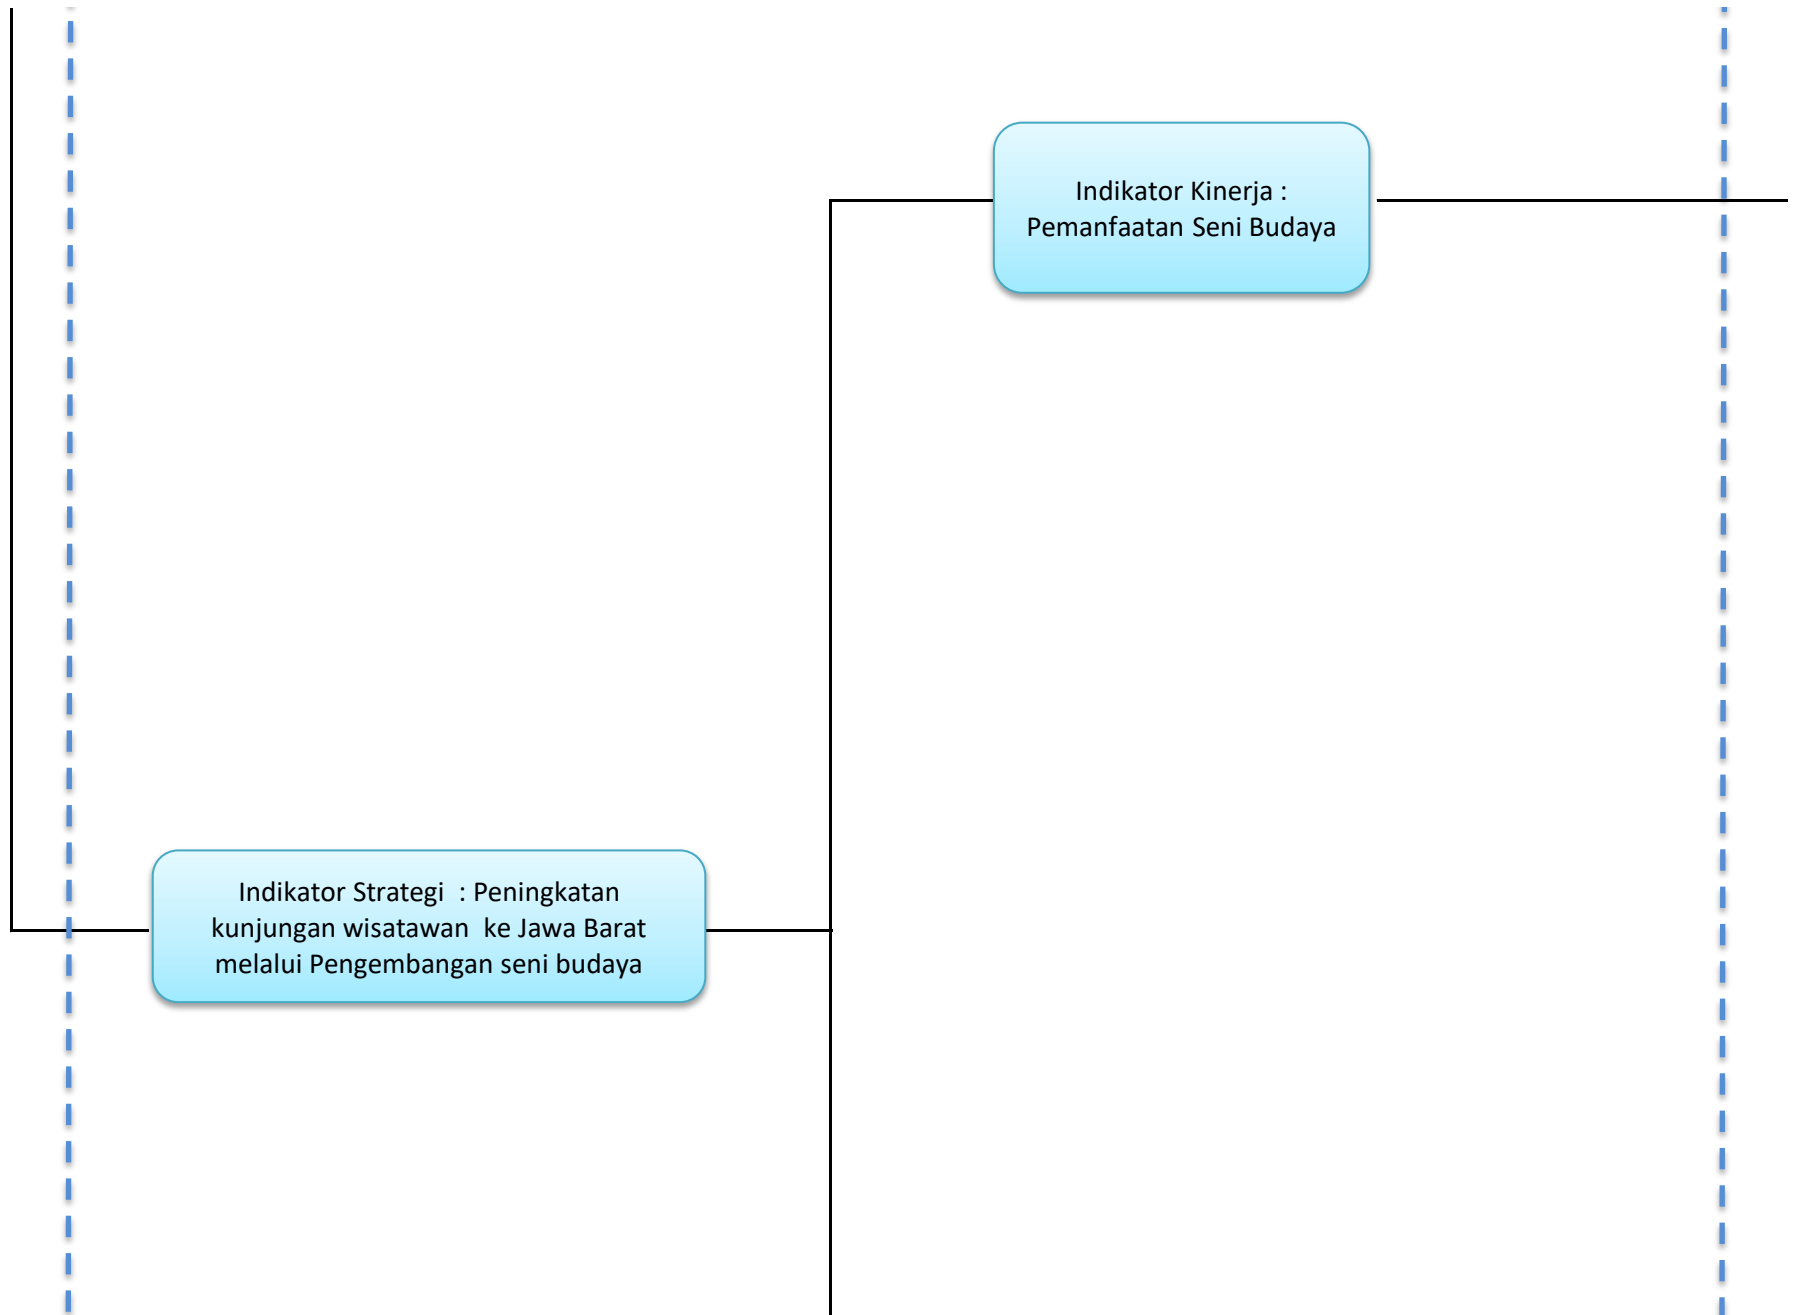 Indikator Kinerja :
Pemanfaatan Seni Budaya
Indikator Strategi  : Peningkatan
kunjungan wisatawan  ke Jawa Barat
melalui Pengembangan seni budaya